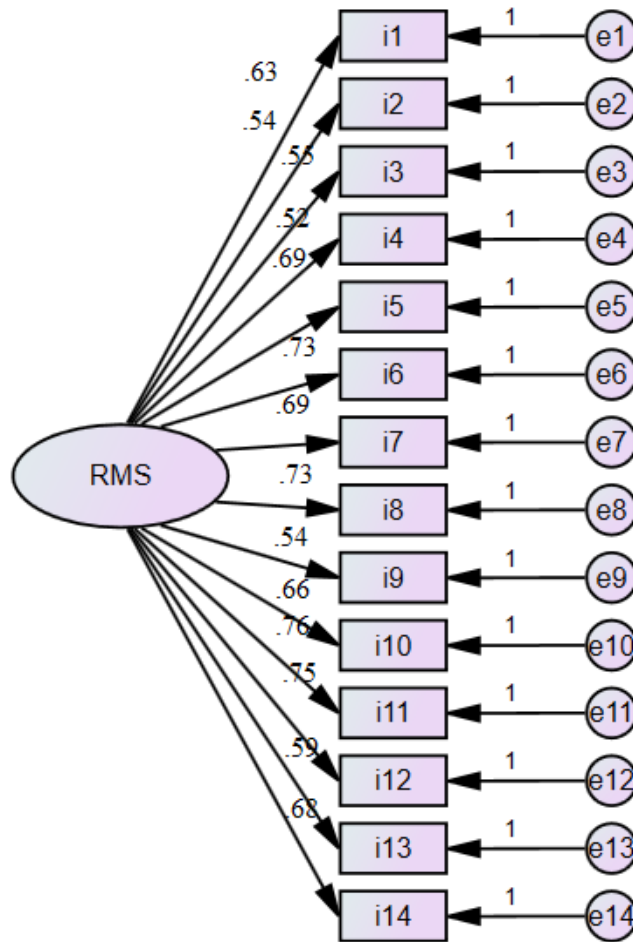 i1 1 e1
.63
i2 1 e2
.54
.55
i3 1 e3
.52
i4 1 e4
.69
i5 1 e5
.73
i6 1 e6
.69
i7 1 e7
RMS
.73
i8 1 e8
.54
i9 1 e9
.66
i10 1 e10
.76
.75
i11 1 e11
.59
i12 1 e12
.68
i13 1 e13
i14 1 e14